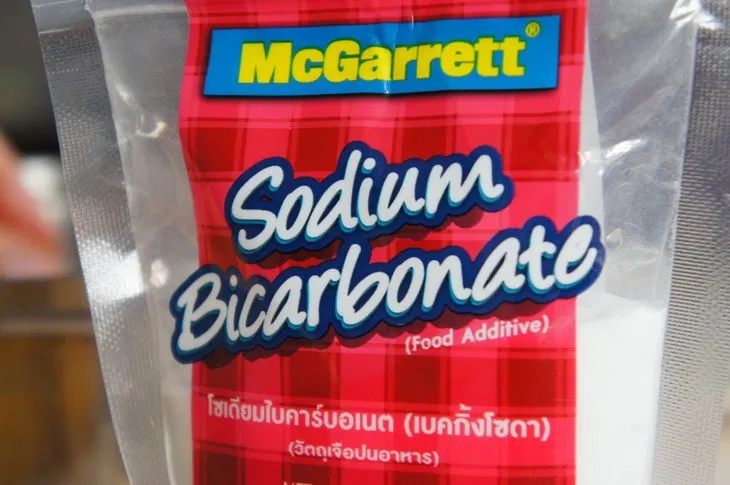 McGarrett®
Sodium
Bicarbonate
(Food Additive)
โซเดียมไบคาร์บอเนต (เบคกิ้งโซดา)
(วัตถุเจือปนอาหาร)